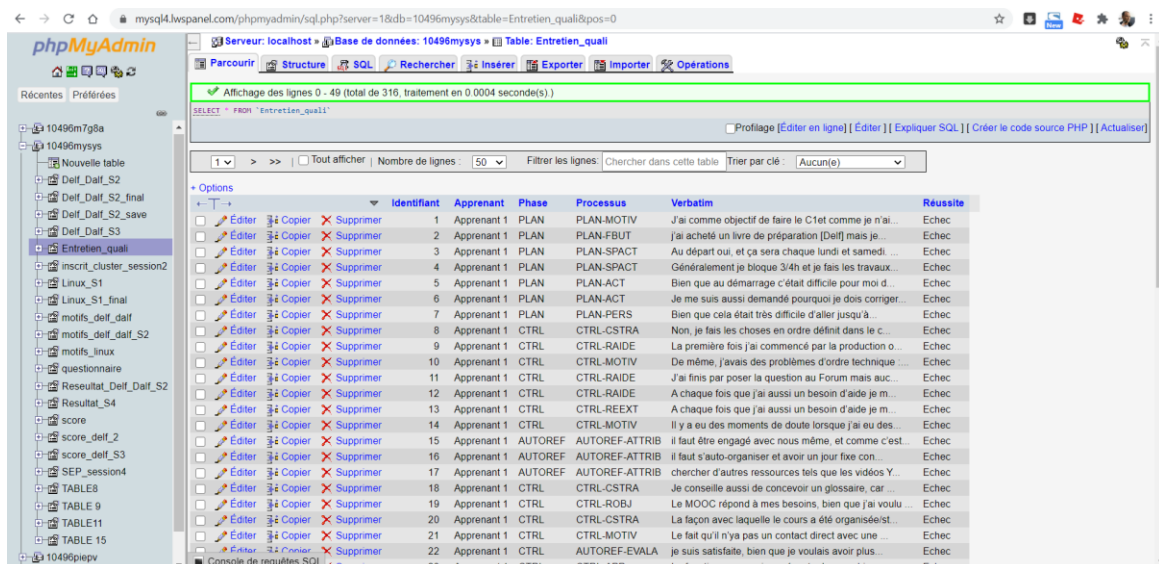 mysql4.lwspanel.com/phpmyadmin/sql.php?server=1&db=10496mysys&table=Entretien_quali&pos=0
phpMyAdmin
Récentes Préférées
10496m7g8a
10496mysys
Nouvelle table
Delf_Dalf_S2
Delf_Dalf_S2_final
Delf_Dalf_S2_save
Delf_Dalf_S3
Entretien_quali
inscrit_cluster_session2
Linux_S1
Linux_S1_final
motifs_delf_dalf
motifs_delf_dalf_S2
motifs_linux
questionnaire
Reseultat_Delf_Dalf_S2
Resultat_S4
score
score_delf_2
score_delf_S3
SEP_session4
TABLE8
TABLE 9
TABLE11
TABLE 15
10496piepv
Serveur: localhost » Base de données: 10496mysys » Table: Entretien_quali
Parcourir Structure SQL Rechercher Insérer Exporter Importer Opérations
Affichage des lignes 0 - 49 (total de 316, traitement en 0.0004 seconde(s).)
SELECT * FROM `Entretien_quali`
Profilage [Éditer en ligne] [ Éditer ] [ Expliquer SQL ] [ Créer le code source PHP ] [ Actualiser]
1 > >> | Tout afficher | Nombre de lignes : 50 Filtrer les lignes: Chercher dans cette table Trier par clé : Aucun(e)
+ Options
←T→ Identifiant Apprenant Phase Processus Verbatim Réussite
Éditer Copier Supprimer 1 Apprenant 1 PLAN PLAN-MOTIV J'ai comme objectif de faire le C1et comme je n'ai... Echec
Éditer Copier Supprimer 2 Apprenant 1 PLAN PLAN-FBUT j'ai acheté un livre de préparation [Delf] mais je... Echec
Éditer Copier Supprimer 3 Apprenant 1 PLAN PLAN-SPACT Au départ oui, et ça sera chaque lundi et samedi. ... Echec
Éditer Copier Supprimer 4 Apprenant 1 PLAN PLAN-SPACT Généralement je bloque 3/4h et je fais les travaux... Echec
Éditer Copier Supprimer 5 Apprenant 1 PLAN PLAN-ACT Bien que au démarrage c'était difficile pour moi d... Echec
Éditer Copier Supprimer 6 Apprenant 1 PLAN PLAN-ACT Je me suis aussi demandé pourquoi je dois corriger... Echec
Éditer Copier Supprimer 7 Apprenant 1 PLAN PLAN-PERS Bien que cela était très difficile d'aller jusqu'à... Echec
Éditer Copier Supprimer 8 Apprenant 1 CTRL CTRL-CSTRA Non, je fais les choses en ordre définit dans le c... Echec
Éditer Copier Supprimer 9 Apprenant 1 CTRL CTRL-RAIDE La première fois j'ai commencé par la production o... Echec
Éditer Copier Supprimer 10 Apprenant 1 CTRL CTRL-MOTIV De même, j'avais des problèmes d'ordre technique :... Echec
Éditer Copier Supprimer 11 Apprenant 1 CTRL CTRL-RAIDE J'ai finis par poser la question au Forum mais auc... Echec
Éditer Copier Supprimer 12 Apprenant 1 CTRL CTRL-RAIDE A chaque fois que j'ai aussi un besoin d'aide je m... Echec
Éditer Copier Supprimer 13 Apprenant 1 CTRL CTRL-REEXT A chaque fois que j'ai aussi un besoin d'aide je m... Echec
Éditer Copier Supprimer 14 Apprenant 1 CTRL CTRL-MOTIV Il y a eu des moments de doute lorsque j'ai eu des... Echec
Éditer Copier Supprimer 15 Apprenant 1 AUTOREF AUTOREF-ATTRIB il faut être engagé avec nous même, et comme c'est... Echec
Éditer Copier Supprimer 16 Apprenant 1 AUTOREF AUTOREF-ATTRIB il faut s'auto-organiser et avoir un jour fixe con... Echec
Éditer Copier Supprimer 17 Apprenant 1 AUTOREF AUTOREF-ATTRIB chercher d'autres ressources tels que les vidéos Y... Echec
Éditer Copier Supprimer 18 Apprenant 1 CTRL CTRL-CSTRA Je conseille aussi de concevoir un glossaire, car ... Echec
Éditer Copier Supprimer 19 Apprenant 1 CTRL CTRL-ROBJ Le MOOC répond à mes besoins, bien que j'ai voulu ... Echec
Éditer Copier Supprimer 20 Apprenant 1 CTRL CTRL-CSTRA La façon avec laquelle le cours a été organisée/st... Echec
Éditer Copier Supprimer 21 Apprenant 1 CTRL CTRL-MOTIV Le fait qu'il n'ya pas un contact direct avec une ... Echec
Éditer Copier Supprimer 22 Apprenant 1 CTRL AUTOREF-EVALA je suis satisfaite, bien que je voulais avoir plus... Echec
Console de requêtes SQL